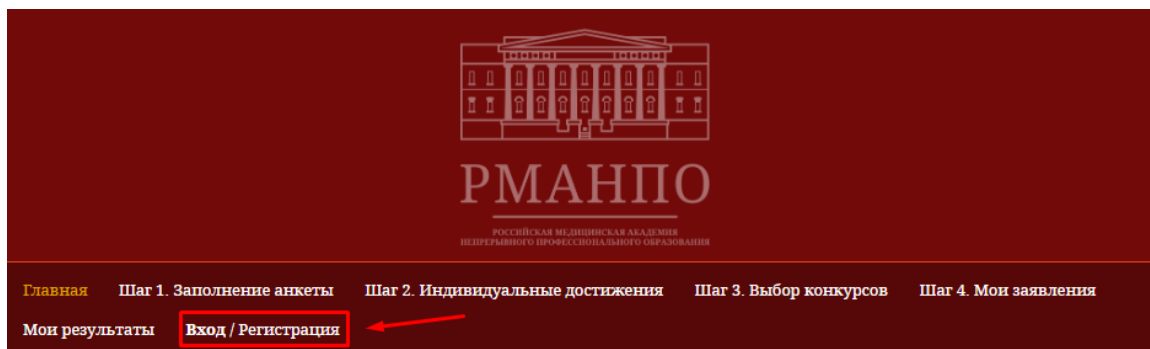 РМАНПО
РОССИЙСКАЯ МЕДИЦИНСКАЯ АКАДЕМИЯ
НЕПРЕРЫВНОГО ПРОФЕССИОНАЛЬНОГО ОБРАЗОВАНИЯ
Главная Шаг 1. Заполнение анкеты Шаг 2. Индивидуальные достижения Шаг 3. Выбор конкурсов Шаг 4. Мои заявления
Мои результаты Вход / Регистрация